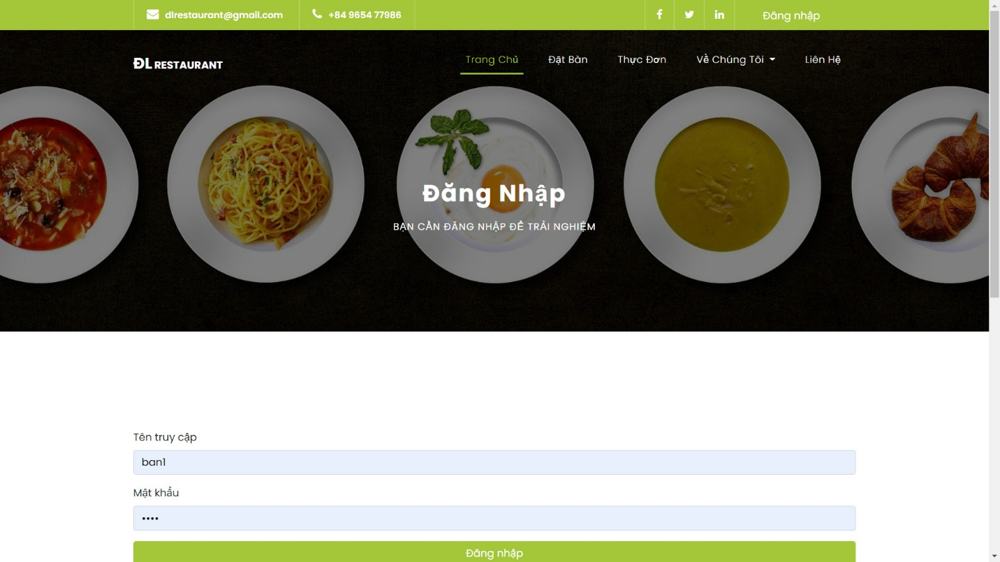 dlrestaurant@gmail.com +84 9654 77986 Đăng nhập
ĐL RESTAURANT Trang Chủ Đặt Bàn Thực Đơn Về Chúng Tôi Liên Hệ
Đăng Nhập
BẠN CẦN ĐĂNG NHẬP ĐỂ TRẢI NGHIỆM
Tên truy cập
ban1
Mật khẩu
••••
Đăng nhập